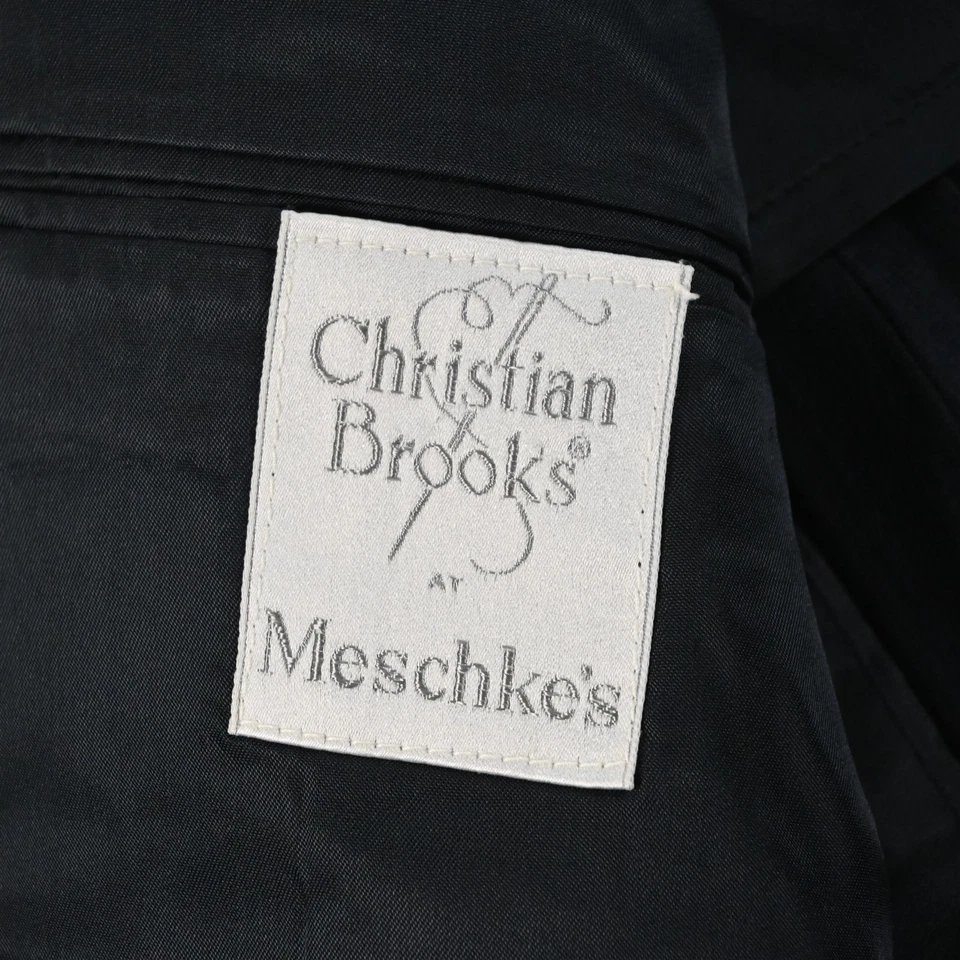 Christian
Brooks®
AT
Meschke's